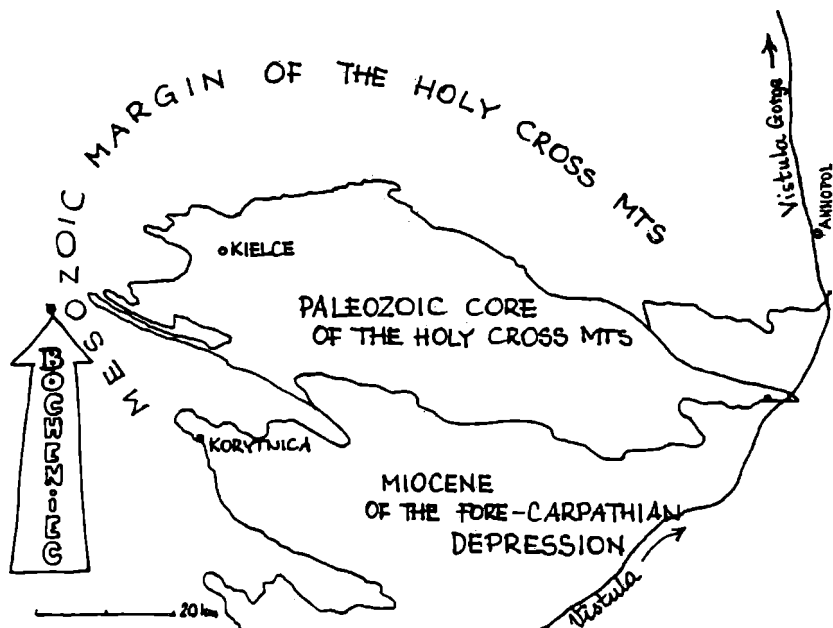 MESOZOIC MARGIN OF THE HOLY CROSS MTS
Vistula Gorge
ANNOPOL
KIELCE
PALEOZOIC CORE
OF THE HOLY CROSS MTS
BOCHENIEC
KORYTNICA
MIOCENE
OF THE FORE-CARPATHIAN
DEPRESSION
Vistula
20 km